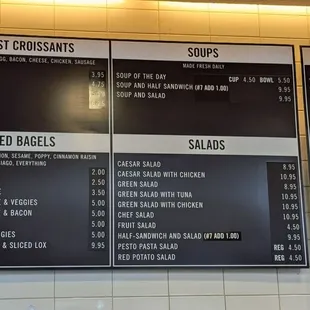 ST CROISSANTS
GG, BACON, CHEESE, CHICKEN, SAUSAGE
3.95
4.75
ED BAGELS
ION, SESAME, POPPY, CINNAMON RAISIN
SIAGO, EVERYTHING
2.00
2.50
3.50
E & VEGGIES 5.00
Y & BACON 5.00
5.00
GGIES 5.00
& SLICED LOX 9.95
SOUPS
MADE FRESH DAILY
SOUP OF THE DAY CUP 4.50 BOWL 5.50
SOUP AND HALF SANDWICH (#7 ADD 1.00) 9.95
SOUP AND SALAD 9.95
SALADS
CAESAR SALAD 8.95
CAESAR SALAD WITH CHICKEN 10.95
GREEN SALAD 8.95
GREEN SALAD WITH TUNA 10.95
GREEN SALAD WITH CHICKEN 10.95
CHEF SALAD 10.95
FRUIT SALAD 4.50
HALF-SANDWICH AND SALAD (#7 ADD 1.00) 9.95
PESTO PASTA SALAD REG 4.50
RED POTATO SALAD REG 4.50